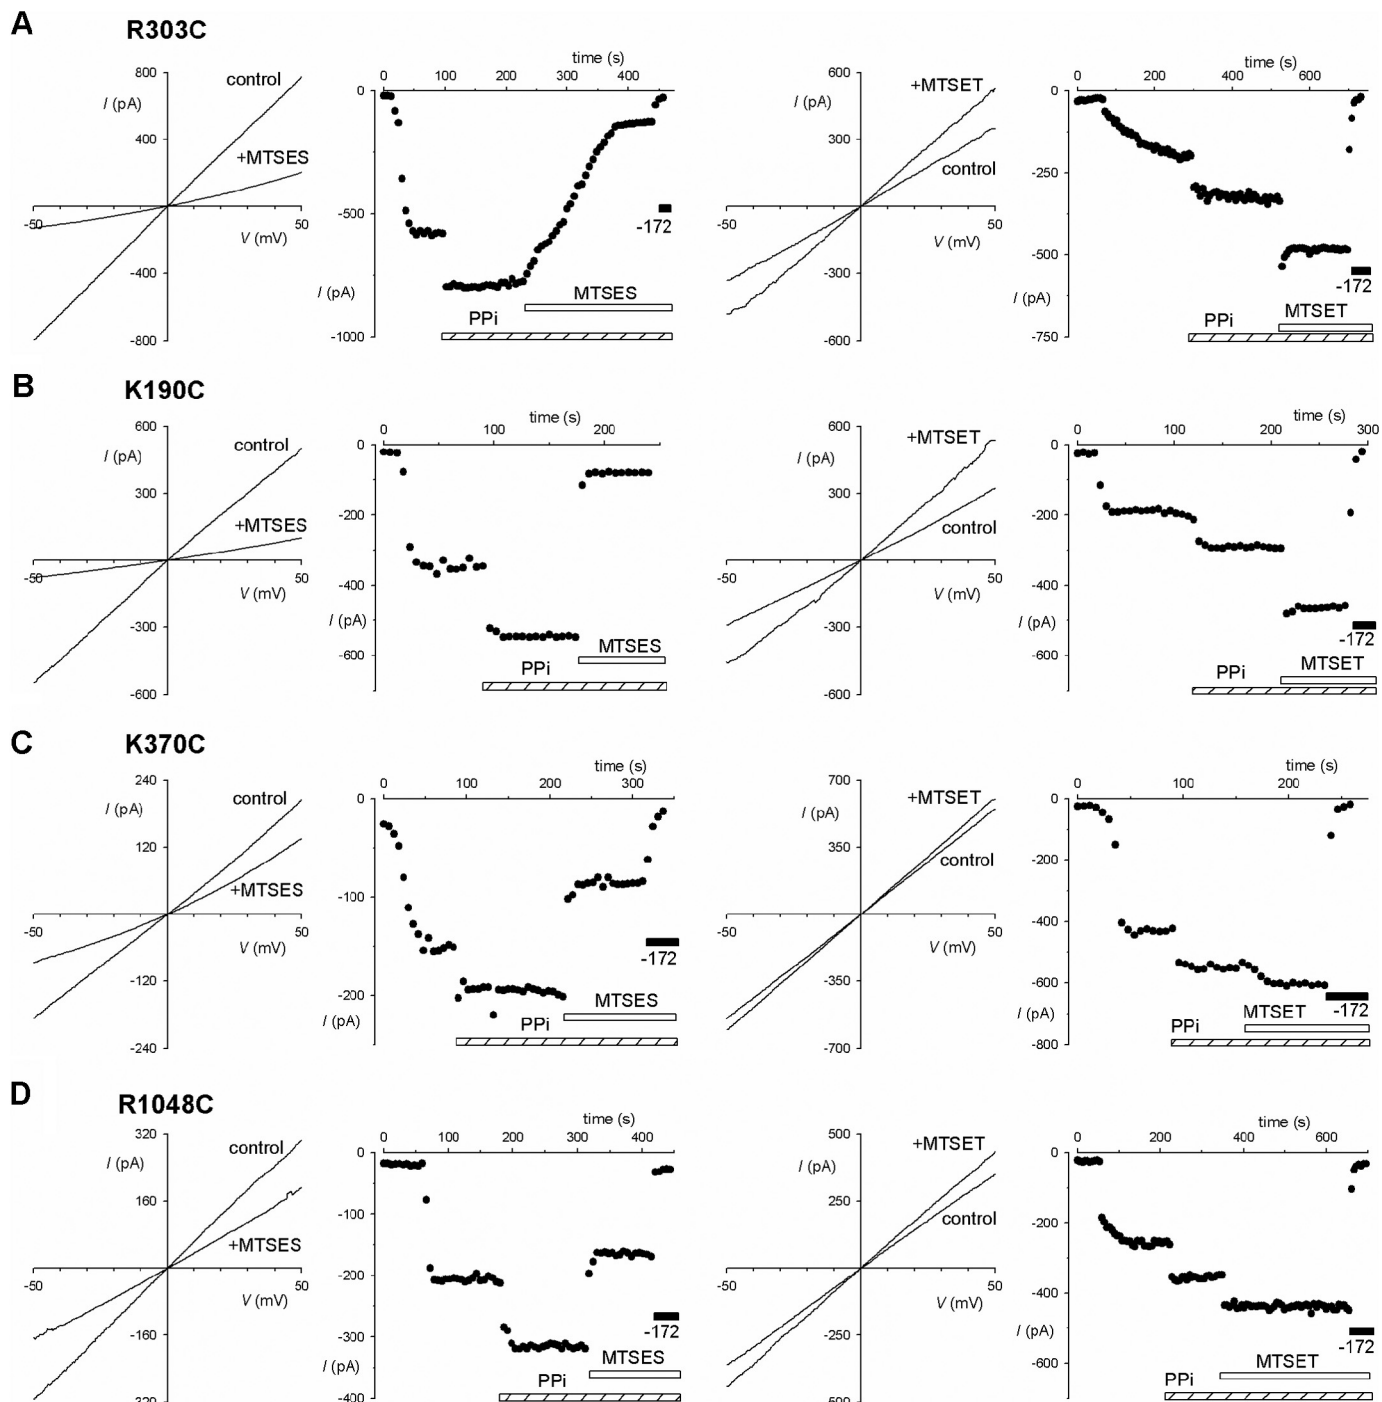 A
R303C
800
400
-400
-800
I (pA)
control
+MTSES
-50
50
V (mV)
time (s)
0 100 200 300 400
0
-500
-1000
I (pA)
-172
MTSES
PPi
600
300
-300
-600
I (pA)
+MTSET
control
-50
50
V (mV)
time (s)
0 200 400 600
0
-250
-500
-750
I (pA)
-172
PPi
MTSET
B
K190C
600
300
-300
-600
I (pA)
control
+MTSES
-50
50
V (mV)
time (s)
0 100 200
0
-200
-400
-600
I (pA)
MTSES
PPi
600
300
-300
-600
I (pA)
+MTSET
control
-50
50
V (mV)
time (s)
0 100 200 300
0
-200
-400
-600
I (pA)
-172
PPi
MTSET
C
K370C
240
120
-120
-240
I (pA)
control
+MTSES
-50
50
V (mV)
time (s)
0 100 200 300
0
-100
-200
I (pA)
-172
MTSES
PPi
700
350
-350
-700
I (pA)
+MTSET
control
-50
50
V (mV)
time (s)
0 100 200
0
-200
-400
-600
-800
I (pA)
-172
MTSET
PPi
D
R1048C
320
160
-160
-320
I (pA)
control
+MTSES
-50
50
V (mV)
time (s)
0 100 200 300 400
0
-100
-200
-300
-400
I (pA)
-172
MTSES
PPi
500
250
-250
-500
I (pA)
+MTSET
control
-50
50
V (mV)
time (s)
0 200 400 600
0
-200
-400
-600
I (pA)
-172
MTSET
PPi